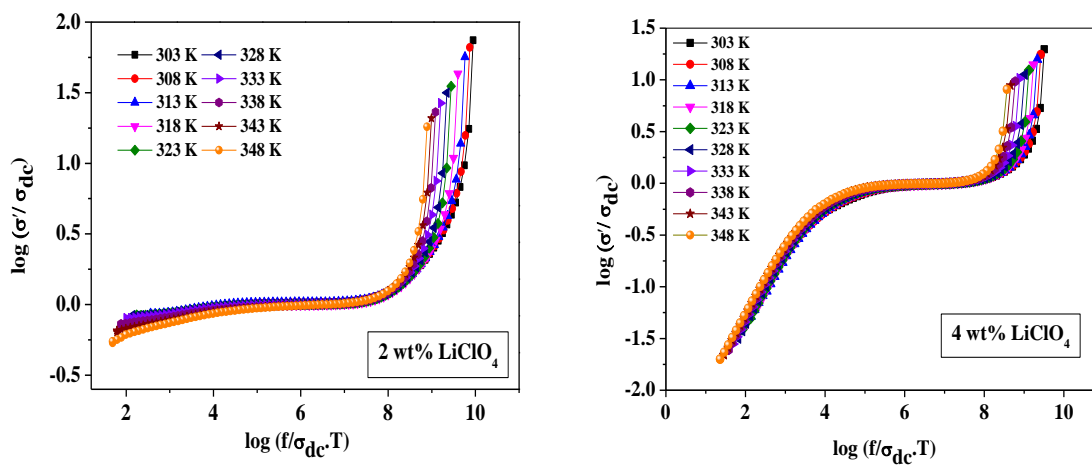 2.0
1.5
1.0
0.5
0.0
-0.5
log (σ'/ σdc)
303 K
308 K
313 K
318 K
323 K
328 K
333 K
338 K
343 K
348 K
2 wt% LiClO4
2 4 6 8 10
log (f/σdc.T)
1.5
1.0
0.5
0.0
-0.5
-1.0
-1.5
-2.0
log (σ'/ σdc)
303 K
308 K
313 K
318 K
323 K
328 K
333 K
338 K
343 K
348 K
4 wt% LiClO4
0 2 4 6 8 10
log (f/σdc.T)